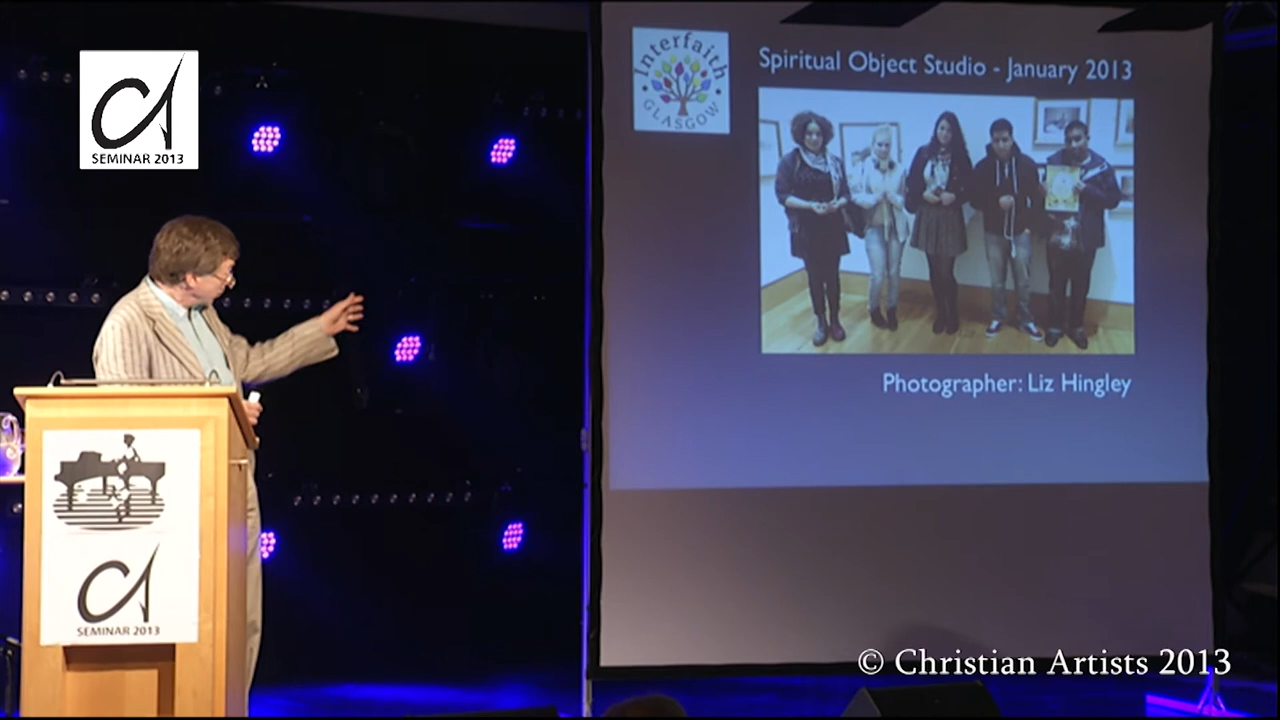 SEMINAR 2013
Interfaith
GLASGOW
Spiritual Object Studio - January 2013
Photographer: Liz Hingley
SEMINAR 2013
© Christian Artists 2013